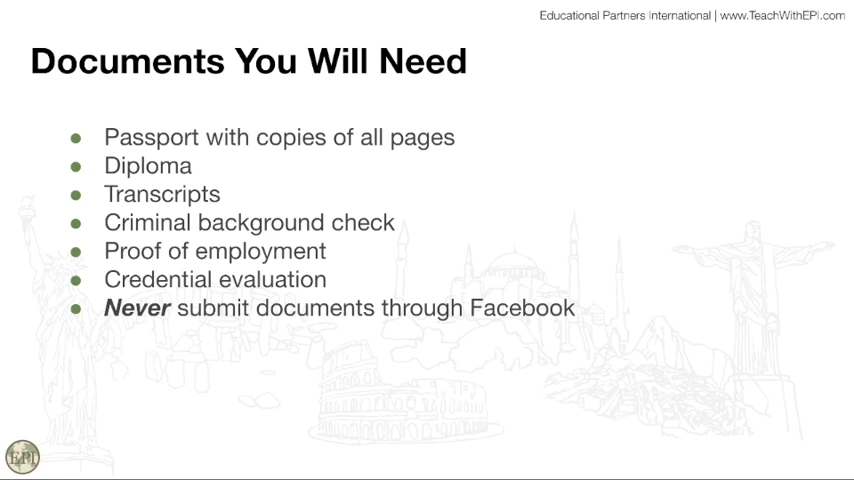 Educational Partners International | www.TeachWithEPI.com
Documents You Will Need
● Passport with copies of all pages
● Diploma
● Transcripts
● Criminal background check
● Proof of employment
● Credential evaluation
● Never submit documents through Facebook
EPI